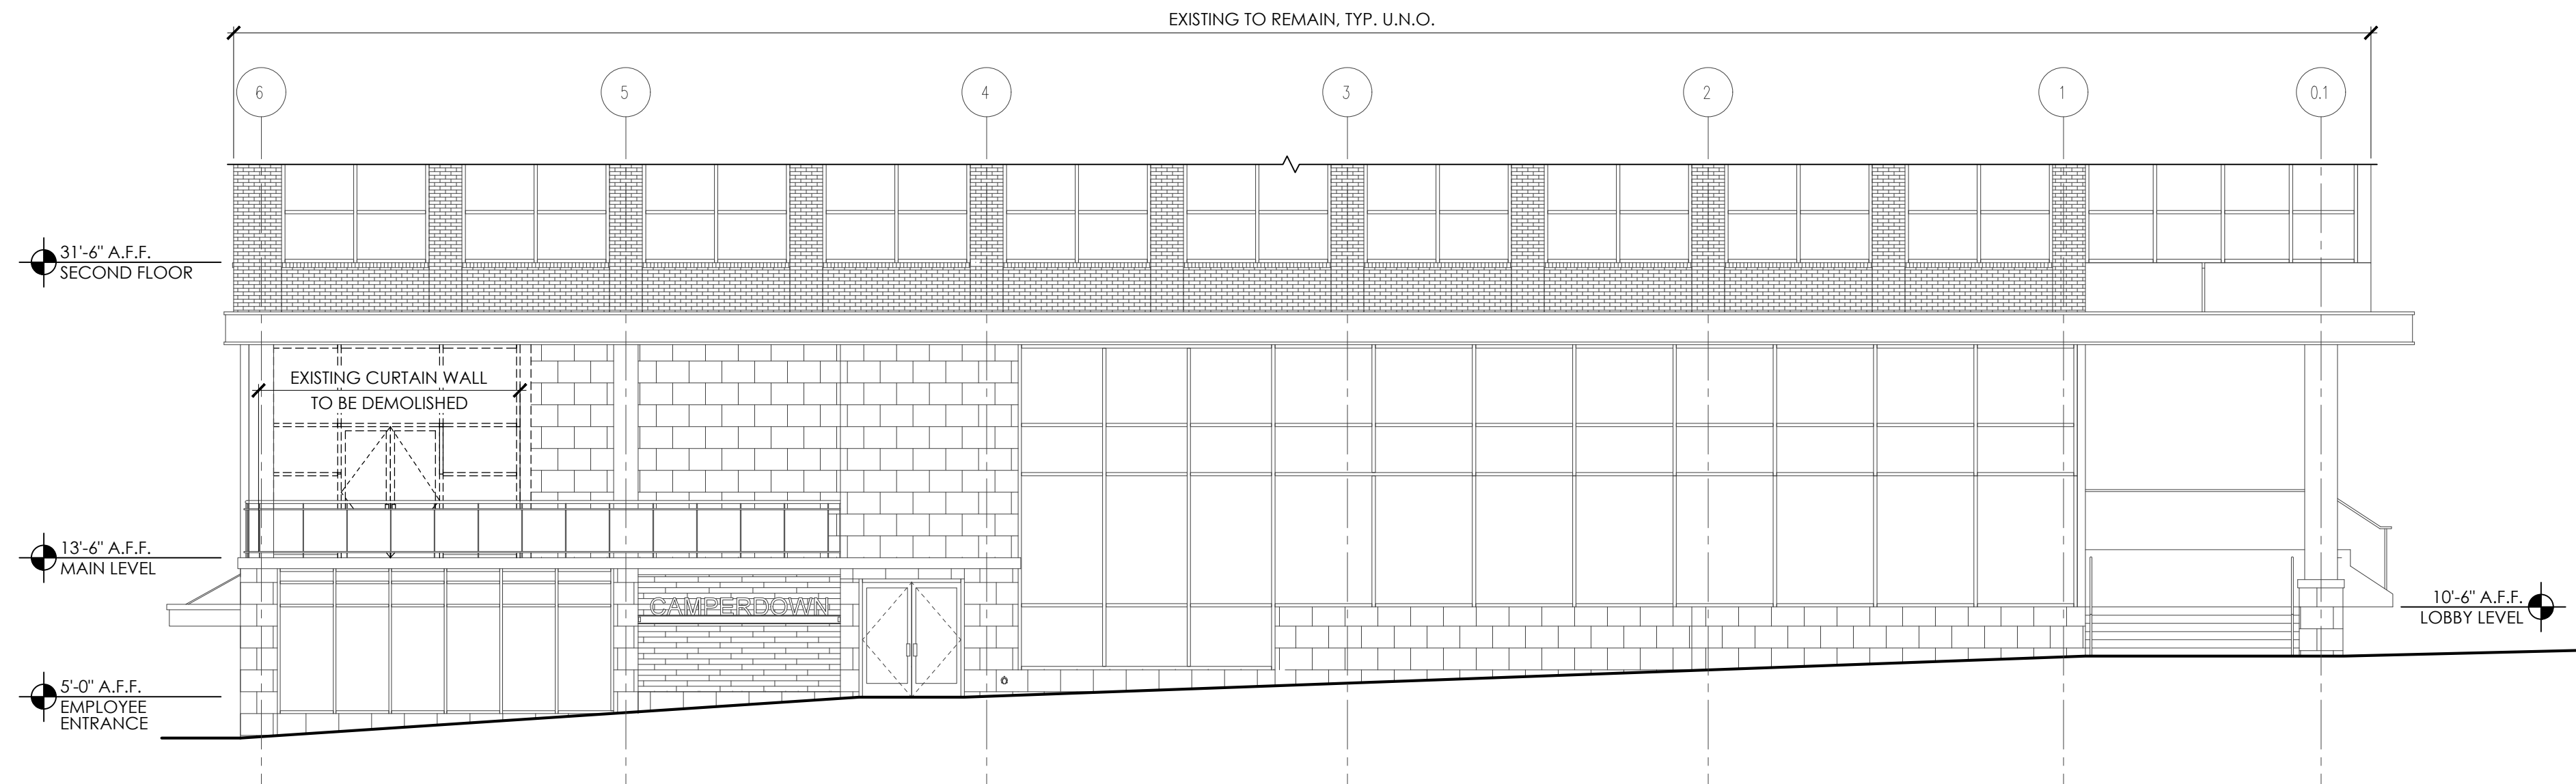 EXISTING TO REMAIN, TYP. U.N.O.
6
5
4
3
2
1
0.1
31'-6" A.F.F.
SECOND FLOOR
EXISTING CURTAIN WALL
TO BE DEMOLISHED
13'-6" A.F.F.
MAIN LEVEL
CAMPERDOWN
10'-6" A.F.F.
LOBBY LEVEL
5'-0" A.F.F.
EMPLOYEE
ENTRANCE